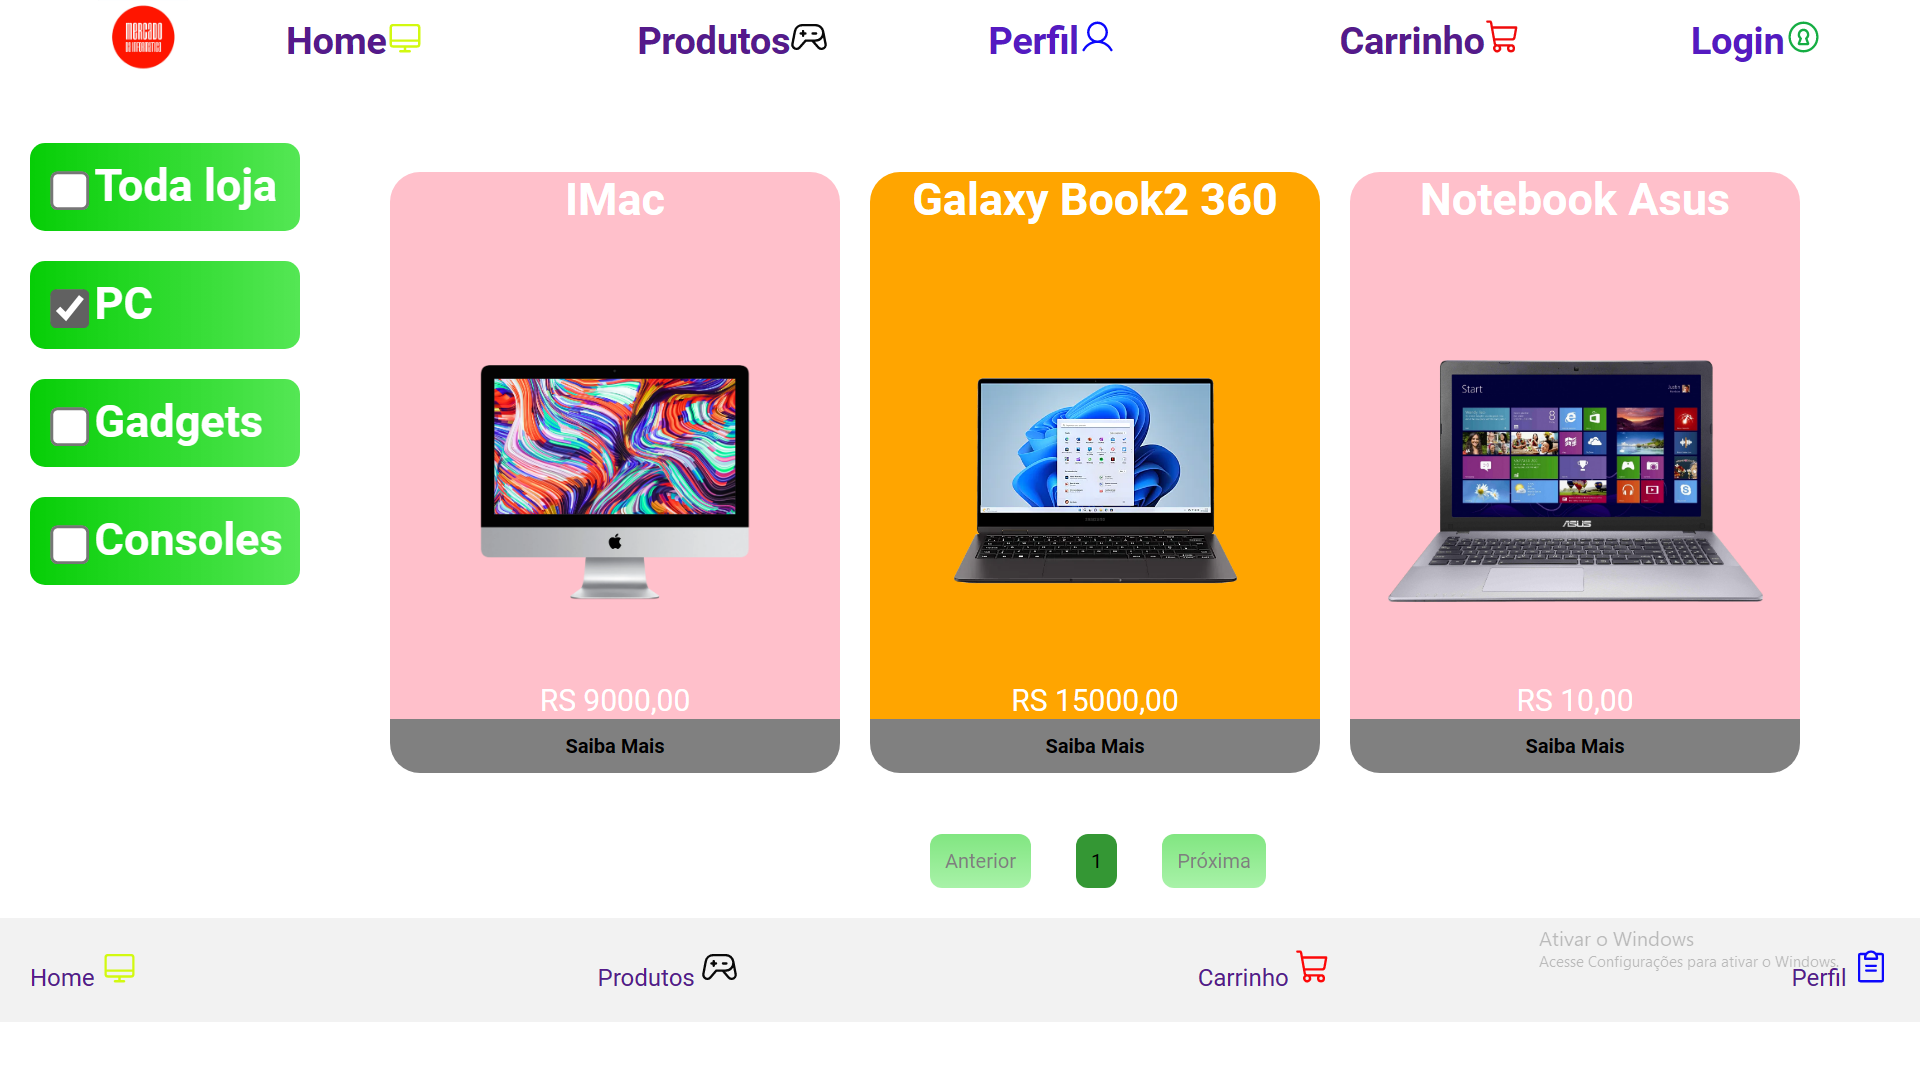 MERCADO
DA INFORMÁTICA
Home
Produtos
Perfil
Carrinho
Login
Toda loja
PC
Gadgets
Consoles
IMac
RS 9000,00
Saiba Mais
Galaxy Book2 360
RS 15000,00
Saiba Mais
Notebook Asus
Start
ASUS
RS 10,00
Saiba Mais
Anterior
1
Próxima
Ativar o Windows
Acesse Configurações para ativar o Windows.
Home
Produtos
Carrinho
Perfil